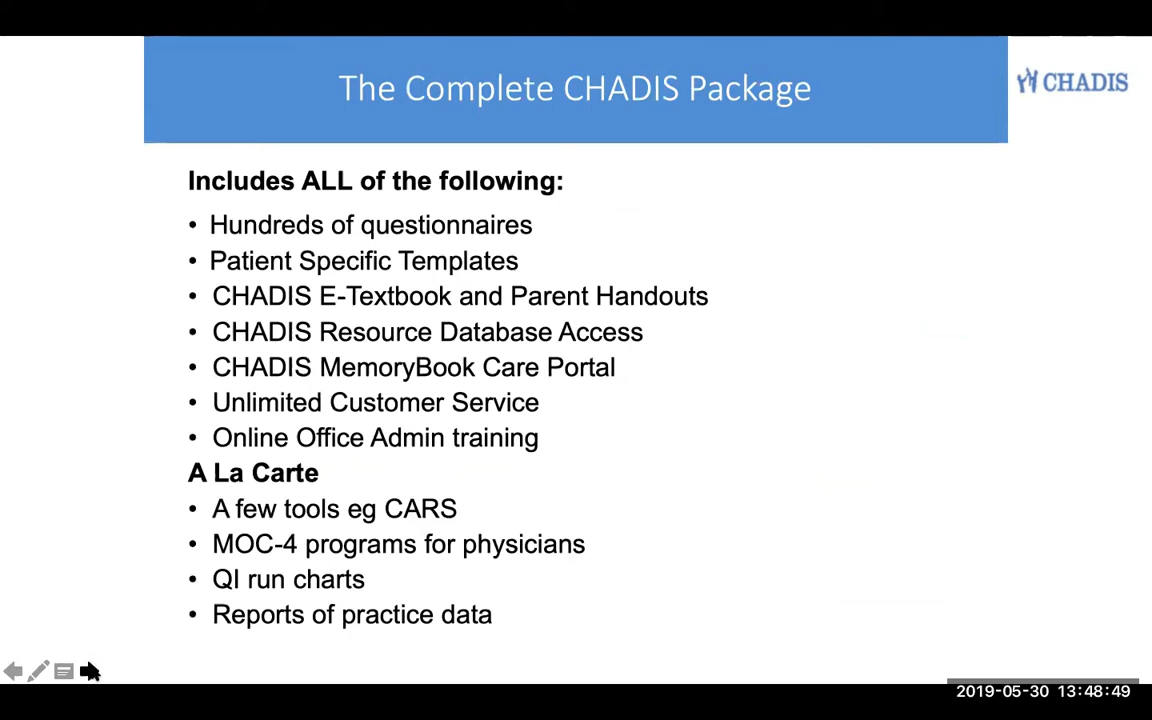 The Complete CHADIS Package
CHADIS
Includes ALL of the following:
• Hundreds of questionnaires
• Patient Specific Templates
• CHADIS E-Textbook and Parent Handouts
• CHADIS Resource Database Access
• CHADIS MemoryBook Care Portal
• Unlimited Customer Service
• Online Office Admin training
A La Carte
• A few tools eg CARS
• MOC-4 programs for physicians
• QI run charts
• Reports of practice data
2019-05-30 13:48:49